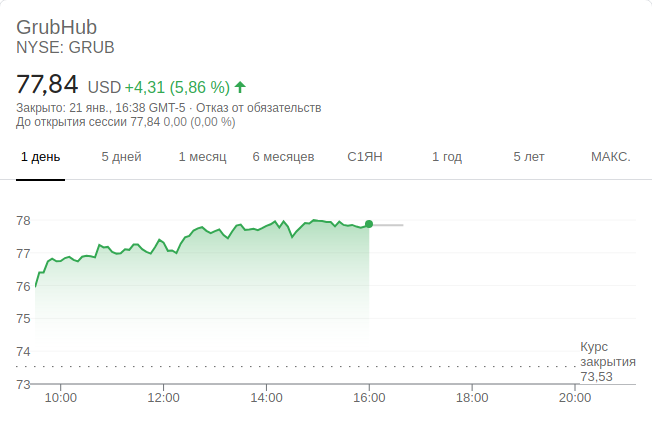 GrubHub
NYSE: GRUB
77,84 USD +4,31 (5,86 %)
Закрыто: 21 янв., 16:38 GMT-5 · Отказ от обязательств
До открытия сессии 77,84 0,00 (0,00 %)
1 день 5 дней 1 месяц 6 месяцев С1ЯН 1 год 5 лет МАКС.
78
77
76
75
74
Курс
закрытия
73,53
73
10:00 12:00 14:00 16:00 18:00 20:00